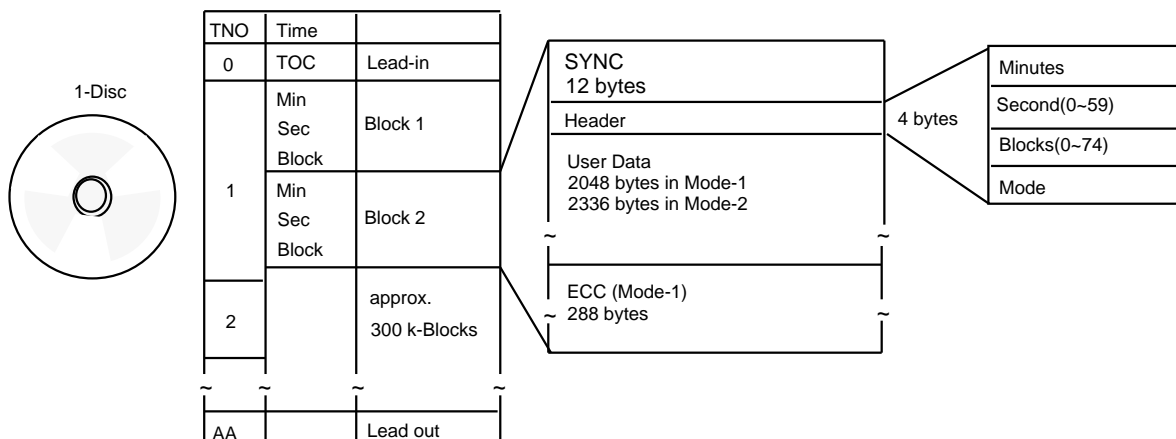 1-Disc
TNO Time
0 TOC Lead-in
1
Min
Sec
Block
Block 1
Min
Sec
Block
Block 2
2
approx.
300 k-Blocks
~ ~ ~ ~
AA Lead out
SYNC
12 bytes
Header
User Data
2048 bytes in Mode-1
2336 bytes in Mode-2
~ ~
ECC (Mode-1)
~ 288 bytes ~
4 bytes
Minutes
Second(0~59)
Blocks(0~74)
Mode